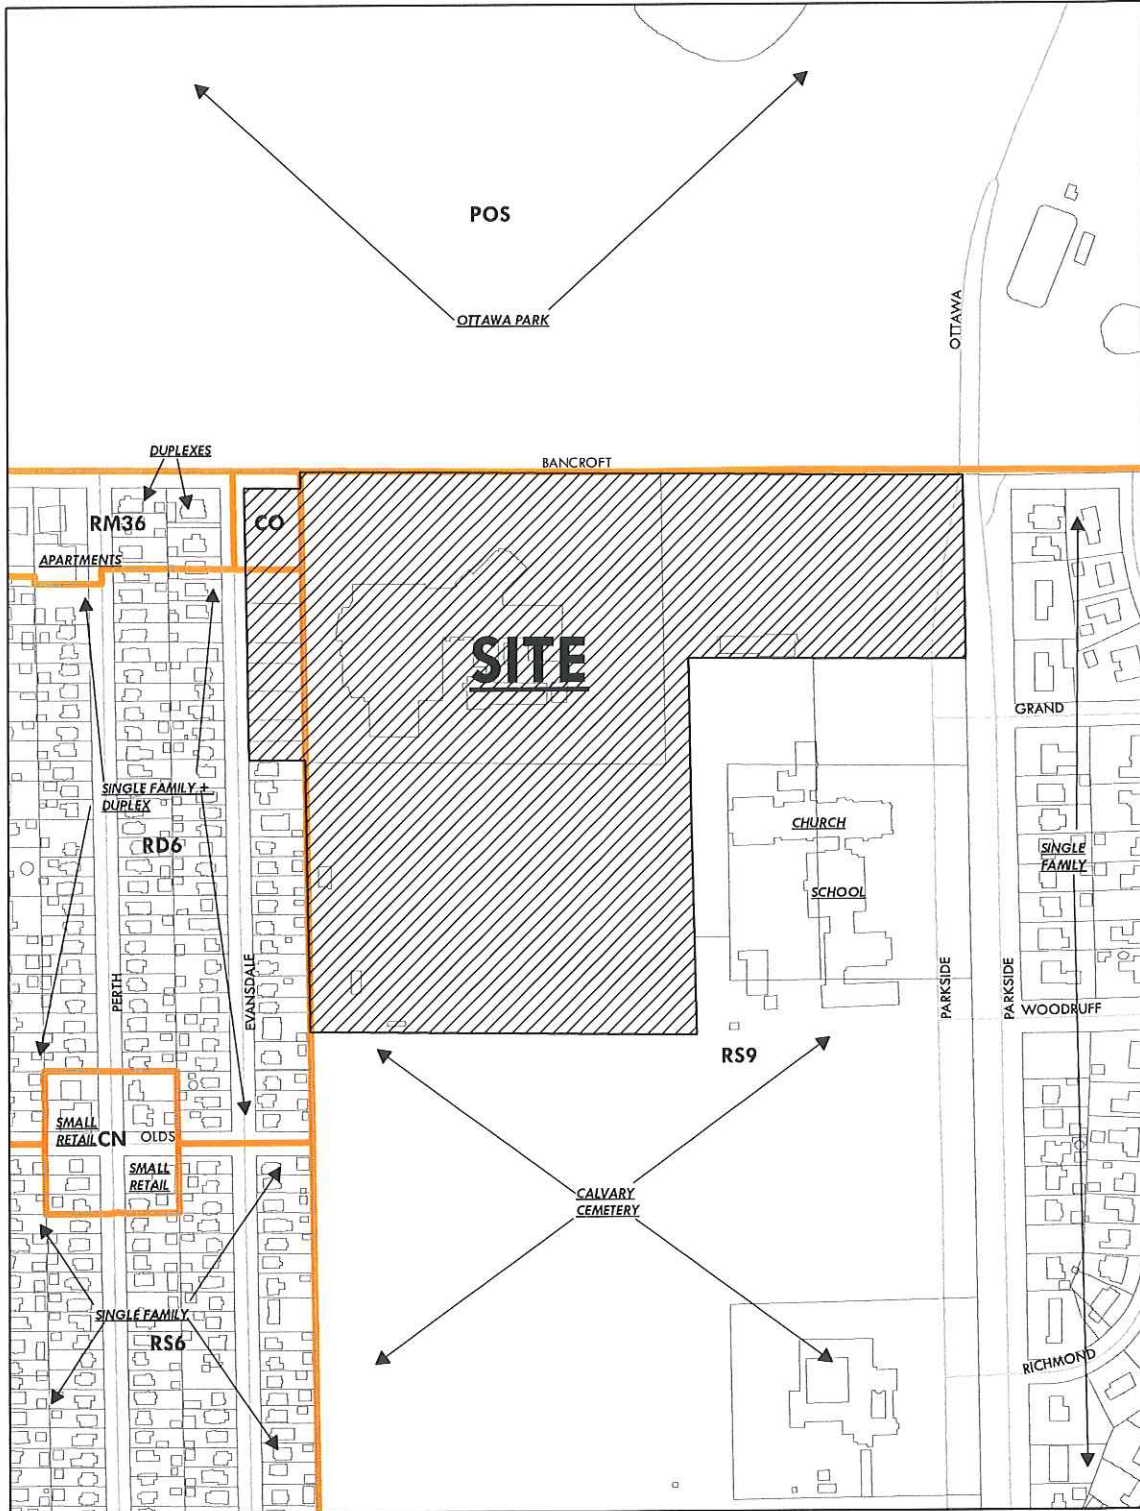 POS
OTTAWA PARK
OTTAWA
DUPLEXES
BANCROFT
RM36
CO
APARTMENTS
SITE
GRAND
SINGLE FAMILY +
DUPLEX
RD6
CHURCH
SINGLE
FAMILY
SCHOOL
PERTH
EVANSDALE
PARKSIDE
PARKSIDE
WOODRUFF
RS9
SMALL
RETAIL
CN
OLDS
SMALL
RETAIL
CALVARY
CEMETERY
SINGLE FAMILY
RS6
RICHMOND